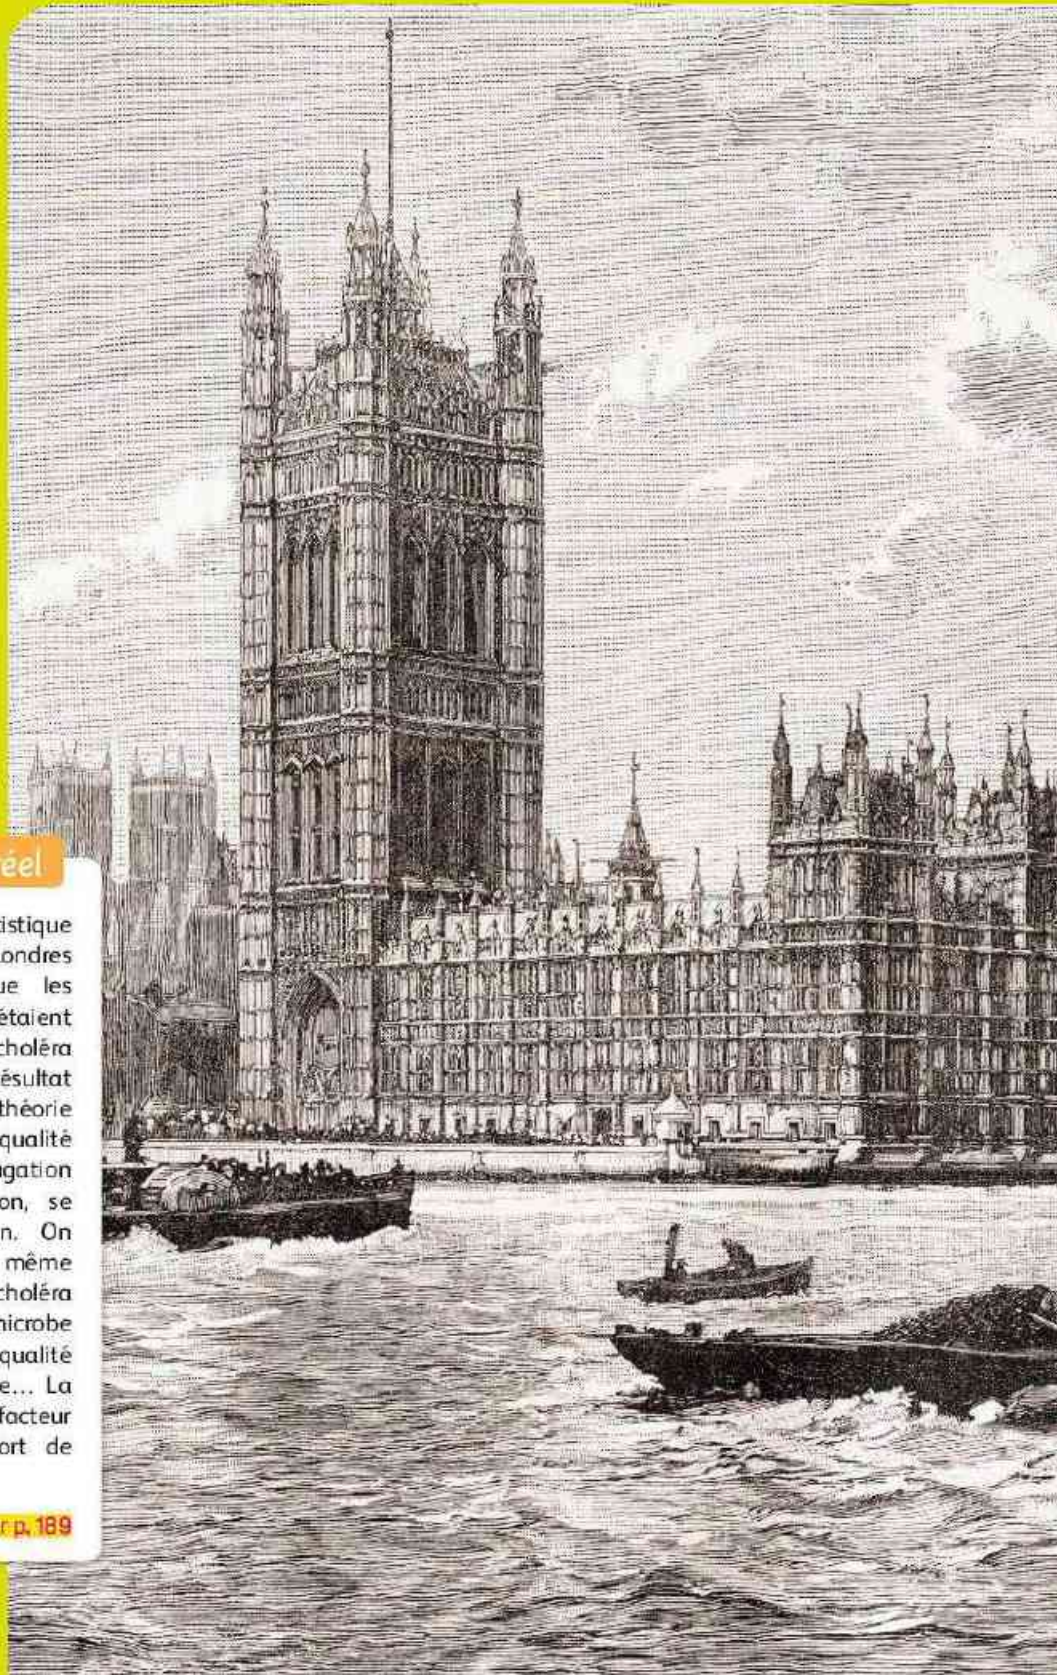 réel
istique
ondres
ue les
étaient
choléra
ésultat
théorie
qualité
gation
on, se
n. On
même
choléra
nicrobe
qualité
e... La
facteur
ort de
r p. 189